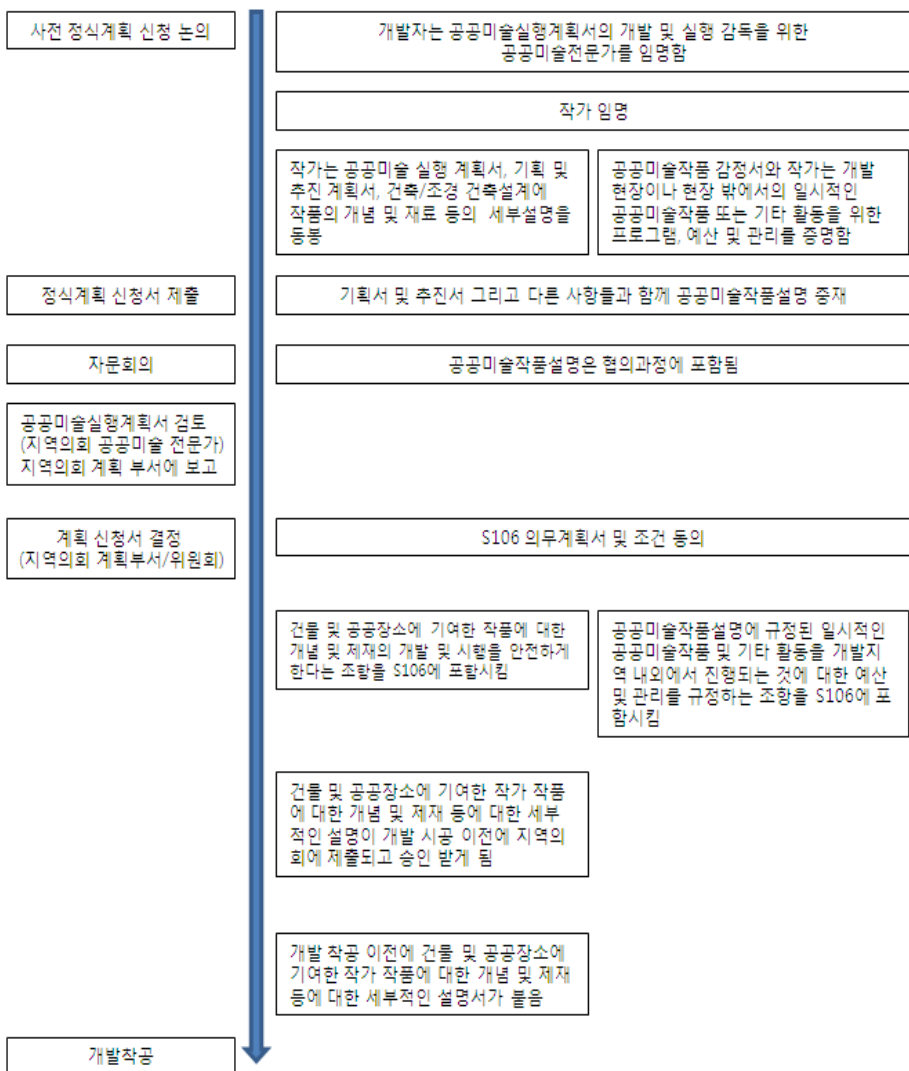 사전 정식계획 신청 논의
개발자는 공공미술실행계획서의 개발 및 실행 감독을 위한
공공미술전문가를 임명함
작가 임명
작가는 공공미술 실행 계획서, 기획 및
추진 계획서, 건축/조경 건축설계에
작품의 개념 및 재료 등의 세부설명을
동봉
공공미술작품 감정서와 작가는 개발
현장이나 현장 밖에서의 일시적인
공공미술작품 또는 기타 활동을 위한
프로그램, 예산 및 관리를 증명함
정식계획 신청서 제출
기획서 및 추진서 그리고 다른 사항들과 함께 공공미술작품설명 중재
자문회의
공공미술작품설명은 협의과정에 포함됨
공공미술실행계획서 검토
(지역의회 공공미술 전문가)
지역의회 계획 부서에 보고
계획 신청서 결정
(지역의회 계획부서/위원회)
S106 의무계획서 및 조건 동의
건물 및 공공장소에 기여한 작품에 대한
개념 및 제재의 개발 및 시행을 안전하게
한다는 조항을 S106에 포함시킴
공공미술작품설명에 규정된 일시적인
공공미술작품 및 기타 활동을 개발지
역 내외에서 진행되는 것에 대한 예산
및 관리를 규정하는 조항을 S106에 포
함시킴
건물 및 공공장소에 기여한 작가 작품
에 대한 개념 및 제재 등에 대한 세부
적인 설명이 개발 시공 이전에 지역의
회에 제출되고 승인 받게 됨
개발 착공 이전에 건물 및 공공장소에
기여한 작가 작품에 대한 개념 및 제재
등에 대한 세부적인 설명서가 붙음
개발착공